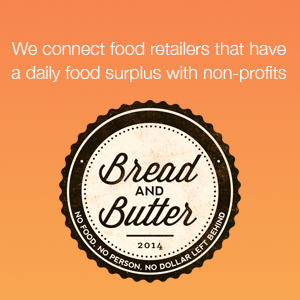 We connect food retailers that have
a daily food surplus with non-profits
Bread
AND
Butter
2014
NO FOOD, NO PERSON, NO DOLLAR LEFT BEHIND